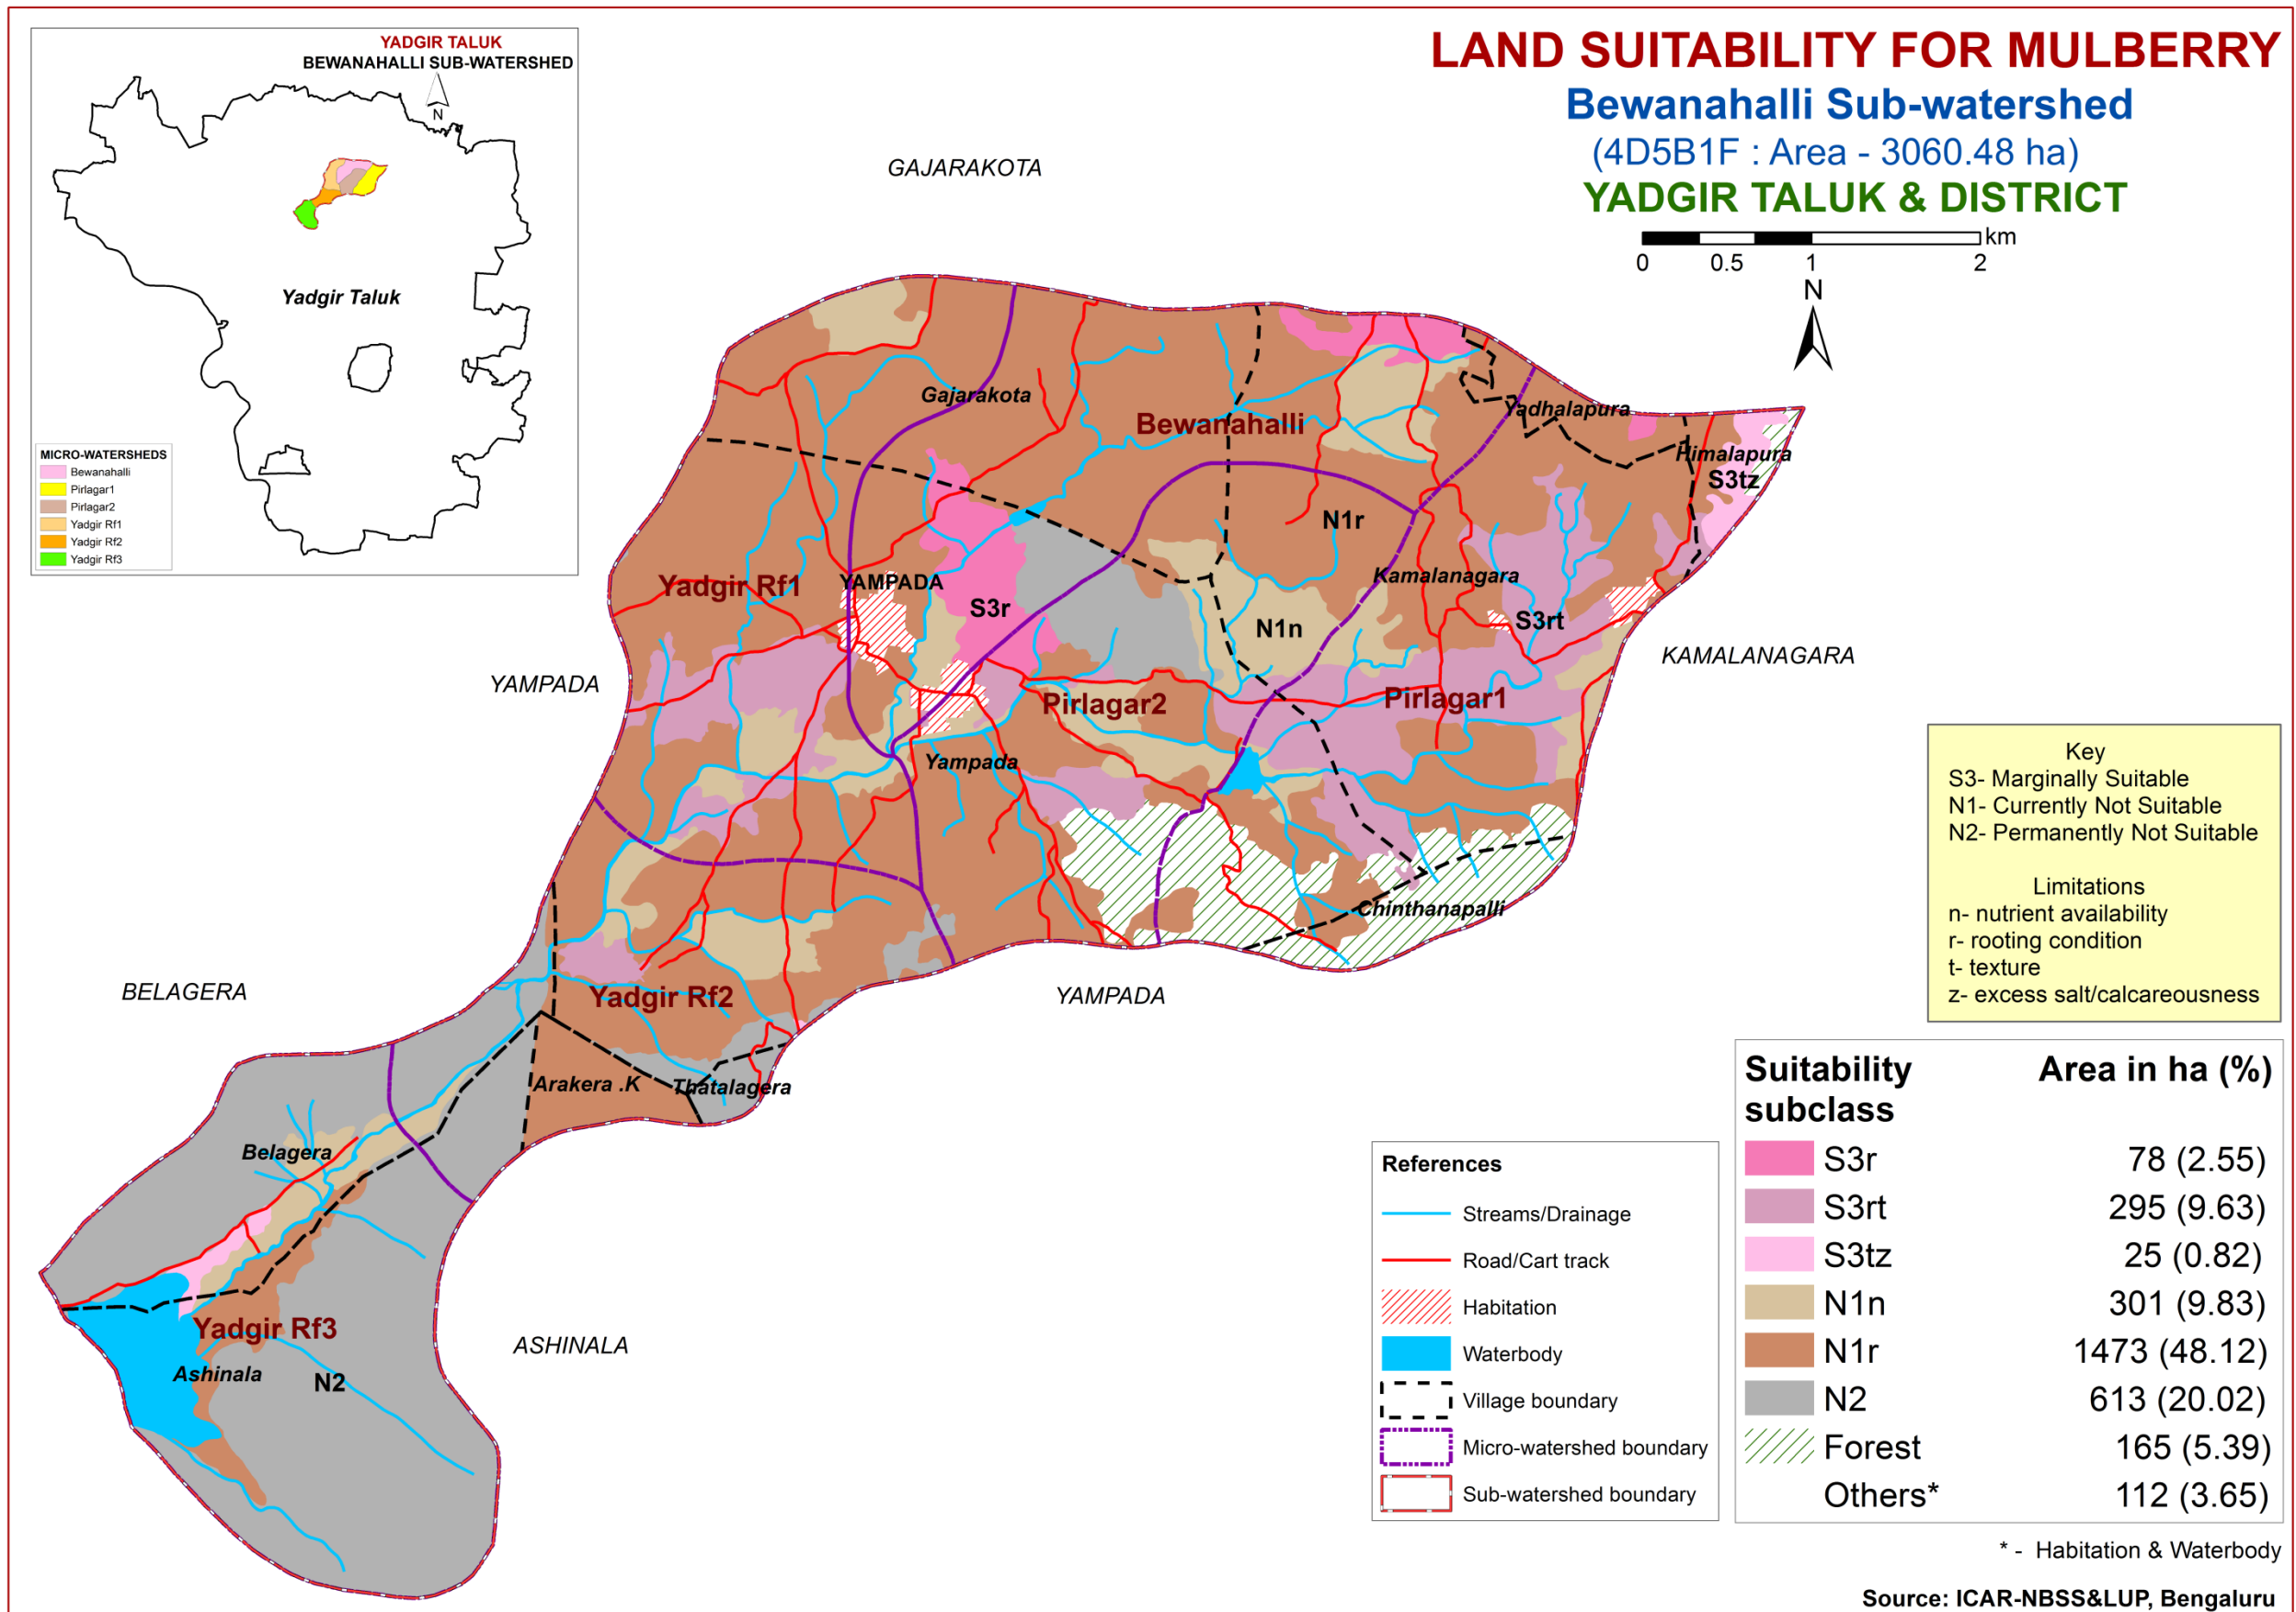 YADGIR TALUK
BEWANAHALLI SUB-WATERSHED
N
Yadgir Taluk
MICRO-WATERSHEDS
Bewanahalli
Pirlagar1
Pirlagar2
Yadgir Rf1
Yadgir Rf2
Yadgir Rf3
LAND SUITABILITY FOR MULBERRY
Bewanahalli Sub-watershed
(4D5B1F : Area - 3060.48 ha)
YADGIR TALUK & DISTRICT
km
0 0.5 1 2
N
GAJARAKOTA
Gajarakota
Bewanahalli
Yadhalapura
Himalapura
S3tz
N1r
Kamalanagara
Yadgir Rf1
YAMPADA
S3r
S3rt
N1n
KAMALANAGARA
YAMPADA
Pirlagar2
Pirlagar1
Yampada
Chinthanapalli
BELAGERA
Yadgir Rf2
YAMPADA
Arakera .K
Thatalagera
Belagera
Yadgir Rf3
Ashinala
N2
ASHINALA
Key
S3- Marginally Suitable
N1- Currently Not Suitable
N2- Permanently Not Suitable
Limitations
n- nutrient availability
r- rooting condition
t- texture
z- excess salt/calcareousness
References
Streams/Drainage
Road/Cart track
Habitation
Waterbody
Village boundary
Micro-watershed boundary
Sub-watershed boundary
Suitability subclass Area in ha (%)
S3r 78 (2.55)
S3rt 295 (9.63)
S3tz 25 (0.82)
N1n 301 (9.83)
N1r 1473 (48.12)
N2 613 (20.02)
Forest 165 (5.39)
Others* 112 (3.65)
* - Habitation & Waterbody
Source: ICAR-NBSS&LUP, Bengaluru